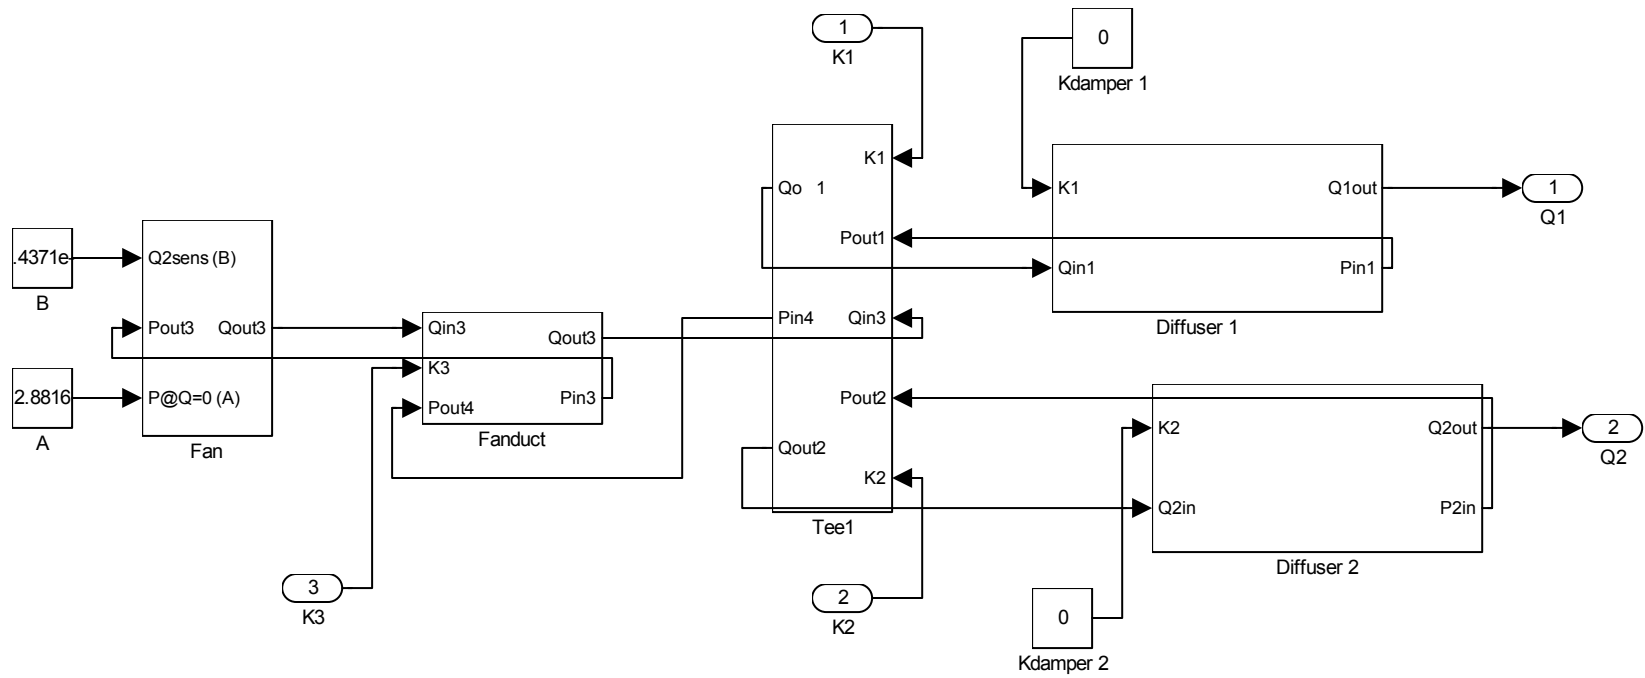 1
K1
0
Kdamper 1
K1
Qo 1
Pout1
Pin4
Qin3
Pout2
Qout2
K2
Tee1
K1
Q1out
Qin1
Pin1
Diffuser 1
1
Q1
.4371e-
B
2.8816
A
Q2sens (B)
Pout3
Qout3
P@Q=0 (A)
Fan
Qin3
Qout3
K3
Pin3
Pout4
Fanduct
K2
Q2out
Q2in
P2in
Diffuser 2
2
Q2
3
K3
2
K2
0
Kdamper 2